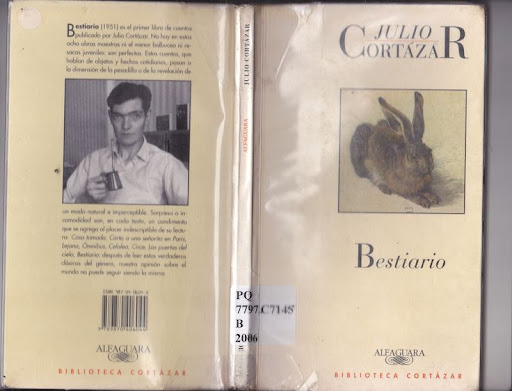 Bestiario (1951) es el primer libro de cuentos
publicado por Julio Cortázar. No hay en estas
ocho obras maestras ni el menor balbuceo ni re-
sacas juveniles: son perfectas. Estos cuentos, que
hablan de objetos y hechos cotidianos, pasan a
la dimensión de la pesadilla o de la revelación de
un modo natural e imperceptible. Sorpresa o in-
comodidad son, en cada texto, un condimento
que se agrega al placer indescriptible de su lectu-
ra. Casa tomada, Carta a una señorita en París,
Lejana, Ómnibus, Cefalea, Circe, Las puertas del
cielo, Bestiario: después de leer estos verdaderos
clásicos del género, nuestra opinión sobre el
mundo no puede seguir siendo la misma.
ALFAGUARA
BIBLIOTECA CORTÁZAR
JULIO CORTÁZAR
ALFAGUARA
PQ
7797.C7145
B
2006
JULIO
CORTÁZAR
Bestiario
ALFAGUARA
BIBLIOTECA CORTÁZAR